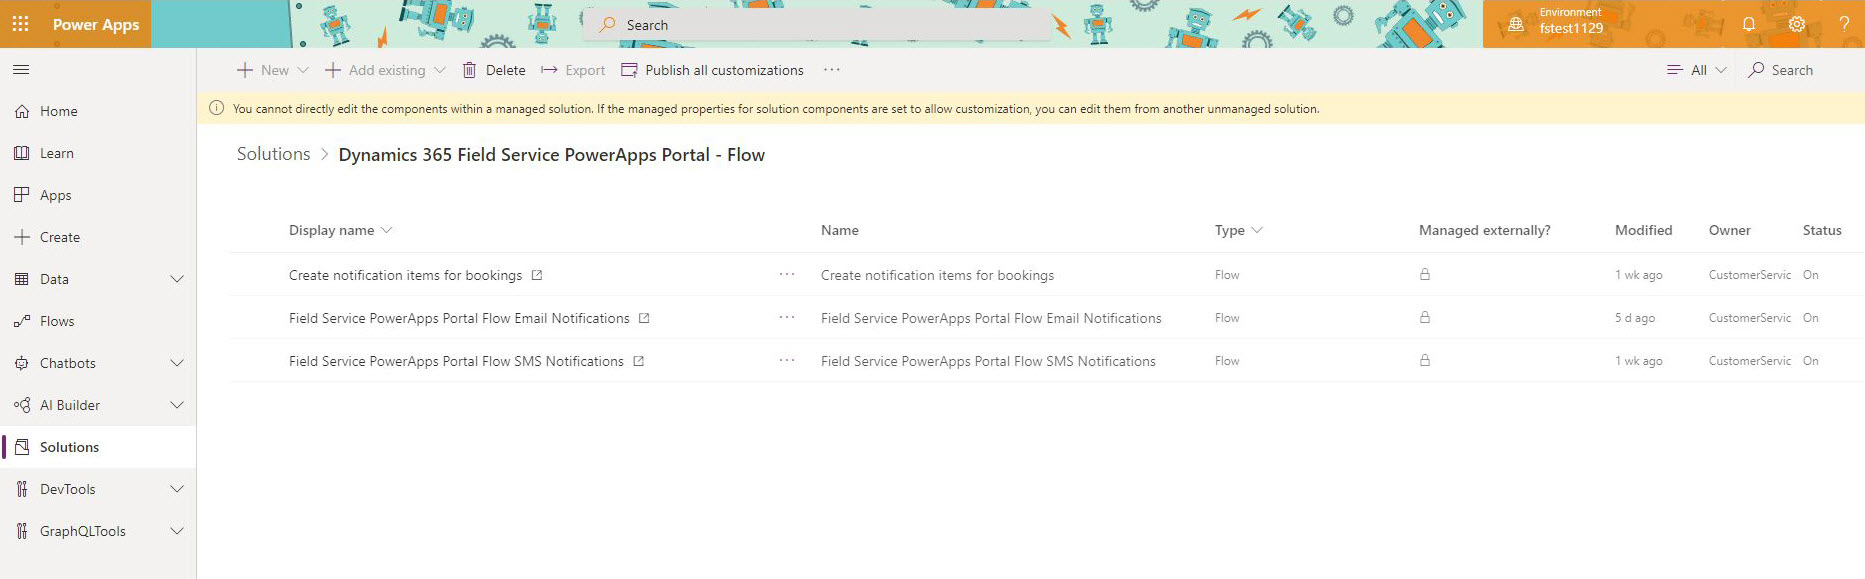 Power Apps
Search
Environment
fstest1129
?
New
Add existing
Delete
Export
Publish all customizations
...
All
Search
Home
Learn
Apps
Create
Data
Flows
Chatbots
AI Builder
Solutions
DevTools
GraphQLTools
You cannot directly edit the components within a managed solution. If the managed properties for solution components are set to allow customization, you can edit them from another unmanaged solution.
Solutions > Dynamics 365 Field Service PowerApps Portal - Flow
Display name Name Type Managed externally? Modified Owner Status
Create notification items for bookings ... Create notification items for bookings Flow 1 wk ago CustomerServic On
Field Service PowerApps Portal Flow Email Notifications ... Field Service PowerApps Portal Flow Email Notifications Flow 5 d ago CustomerServic On
Field Service PowerApps Portal Flow SMS Notifications ... Field Service PowerApps Portal Flow SMS Notifications Flow 1 wk ago CustomerServic On